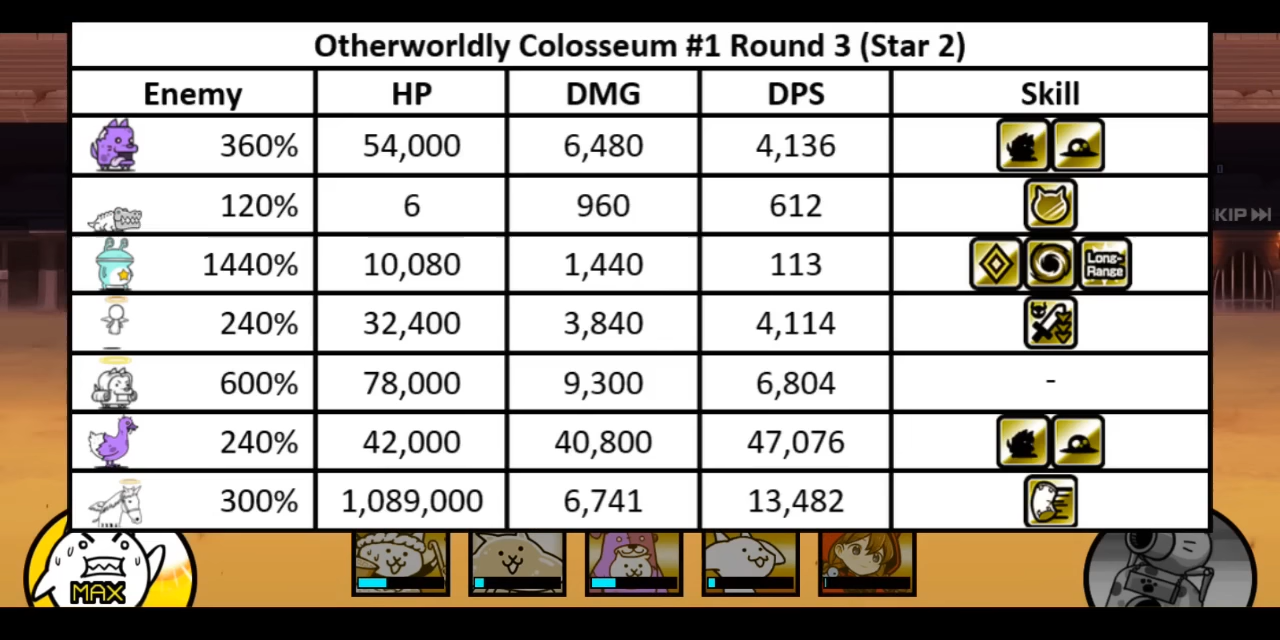 Otherworldly Colosseum #1 Round 3 (Star 2)
Enemy HP DMG DPS Skill
360% 54,000 6,480 4,136
120% 6 960 612
1440% 10,080 1,440 113 Long-Range
240% 32,400 3,840 4,114
600% 78,000 9,300 6,804 -
240% 42,000 40,800 47,076
300% 1,089,000 6,741 13,482
KIP
MAX